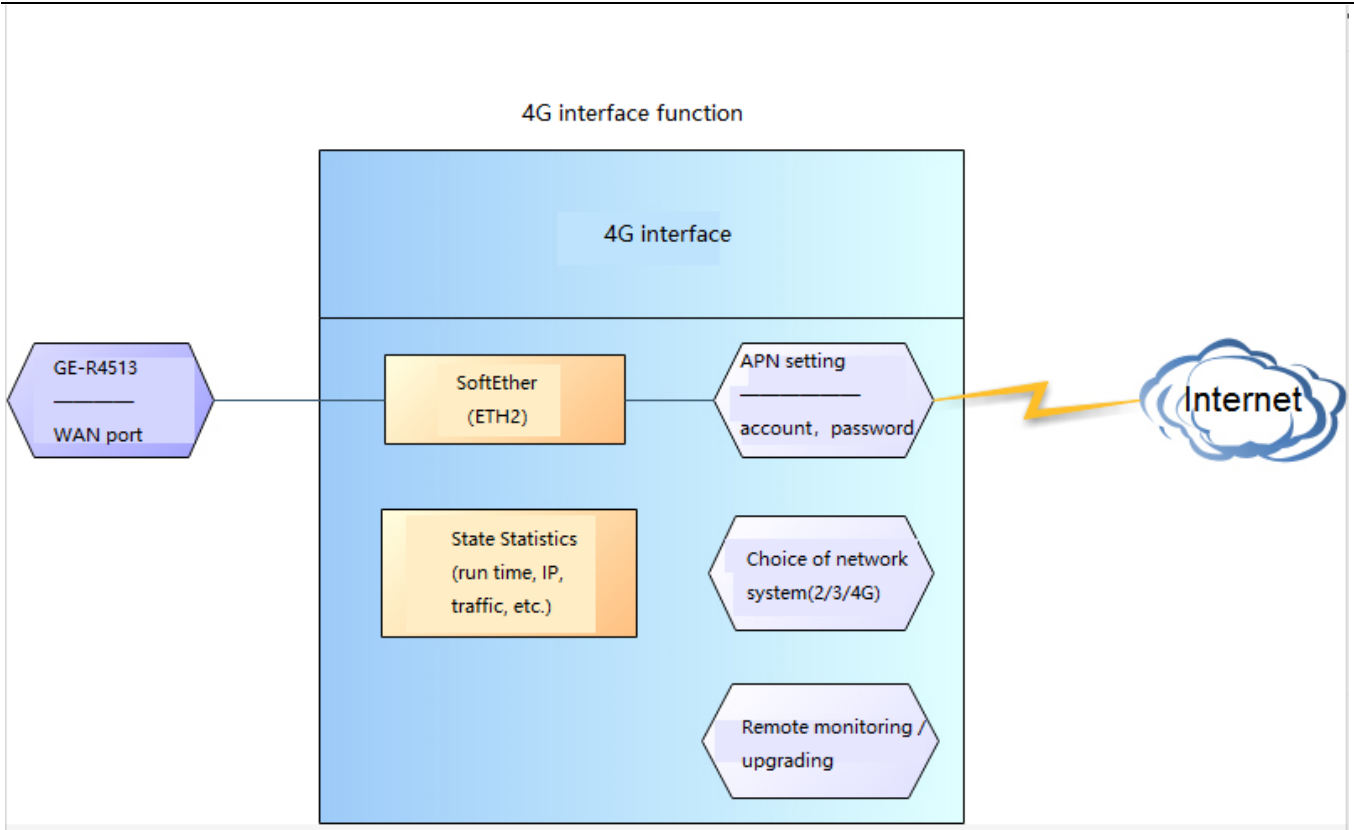 4G interface function
4G interface
GE-R4513
WAN port
SoftEther
(ETH2)
APN setting
account，password
Internet
State Statistics
(run time, IP,
traffic, etc.)
Choice of network
system(2/3/4G)
Remote monitoring /
upgrading